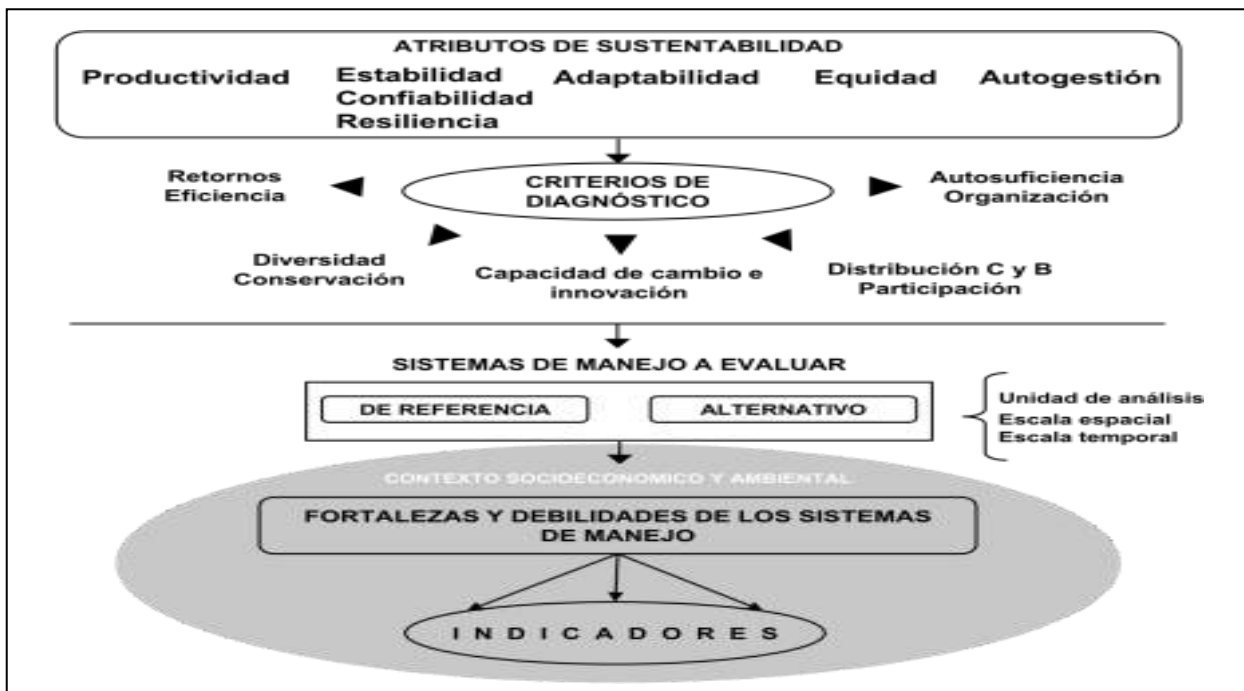 ATRIBUTOS DE SUSTENTABILIDAD
Productividad
Estabilidad
Confiabilidad
Resiliencia
Adaptabilidad
Equidad
Autogestión
Retornos
Eficiencia
CRITERIOS DE
DIAGNÓSTICO
Autosuficiencia
Organización
Diversidad
Conservación
Capacidad de cambio e
innovación
Distribución C y B
Participación
SISTEMAS DE MANEJO A EVALUAR
DE REFERENCIA
ALTERNATIVO
Unidad de análisis
Escala espacial
Escala temporal
CONTEXTO SOCIOECONOMICO Y AMBIENTAL
FORTALEZAS Y DEBILIDADES DE LOS SISTEMAS
DE MANEJO
I N D I C A D O R E S